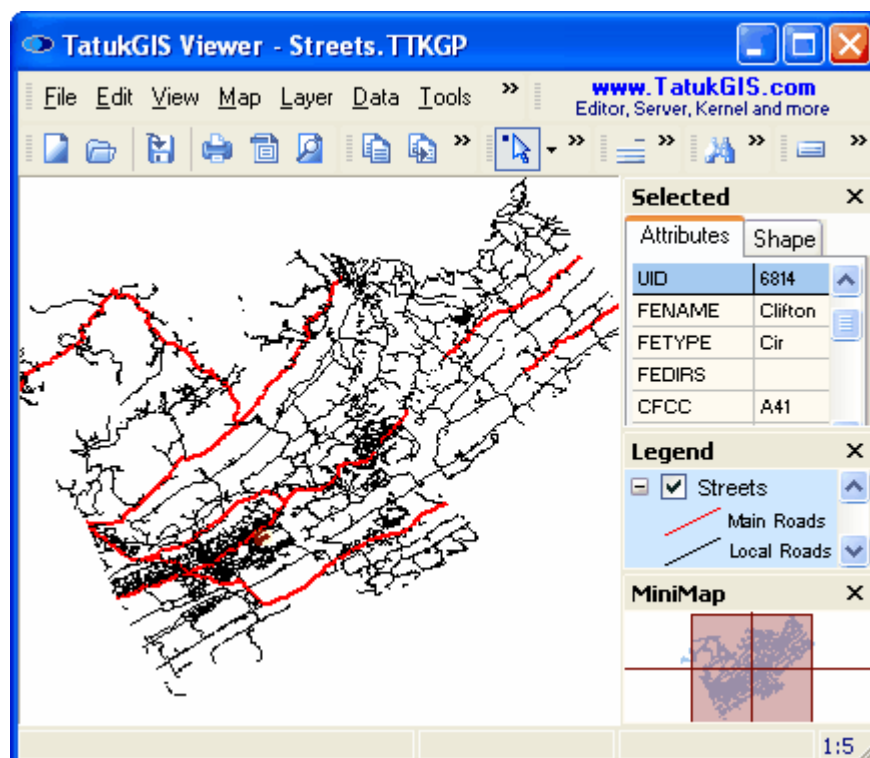 TatukGIS Viewer - Streets.TTKGP
File Edit View Map Layer Data Tools »
www.TatukGIS.com
Editor, Server, Kernel and more
Selected
Attributes Shape
UID 6814
FENAME Clifton
FETYPE Cir
FEDIRS
CFCC A41
Legend
Streets
Main Roads
Local Roads
MiniMap
1:5